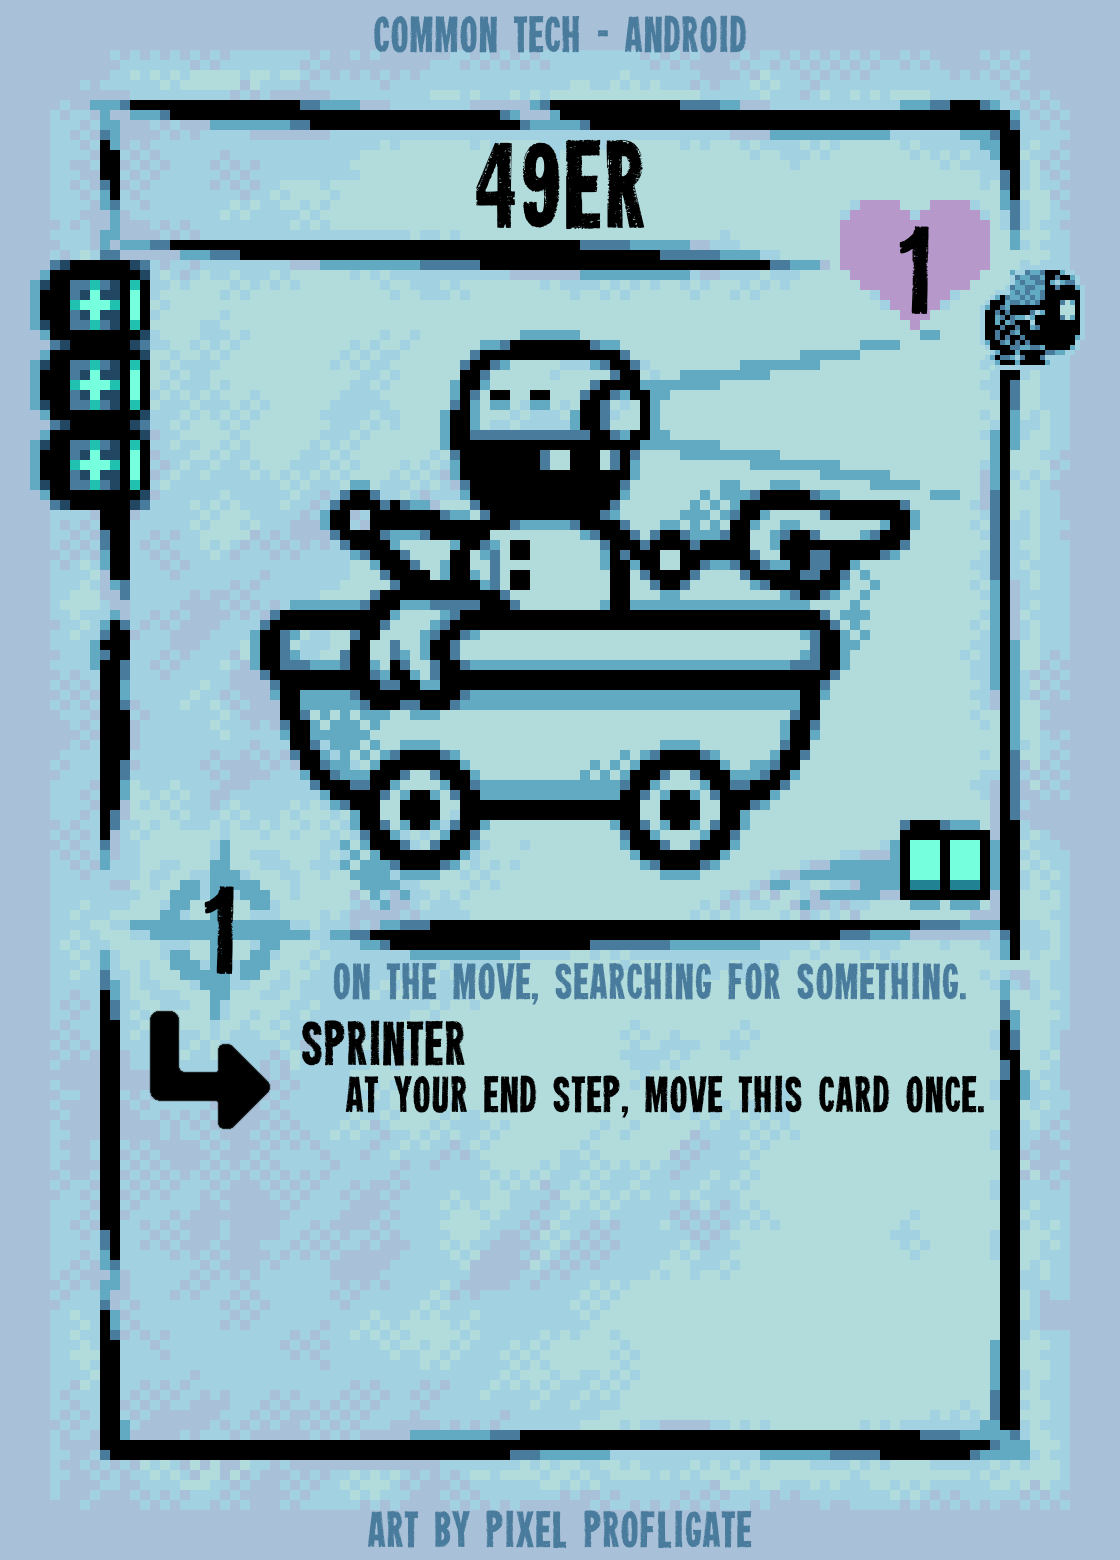 COMMON TECH - ANDROID
49ER
1
1
ON THE MOVE, SEARCHING FOR SOMETHING.
SPRINTER
AT YOUR END STEP, MOVE THIS CARD ONCE.
ART BY PIXEL PROFLIGATE